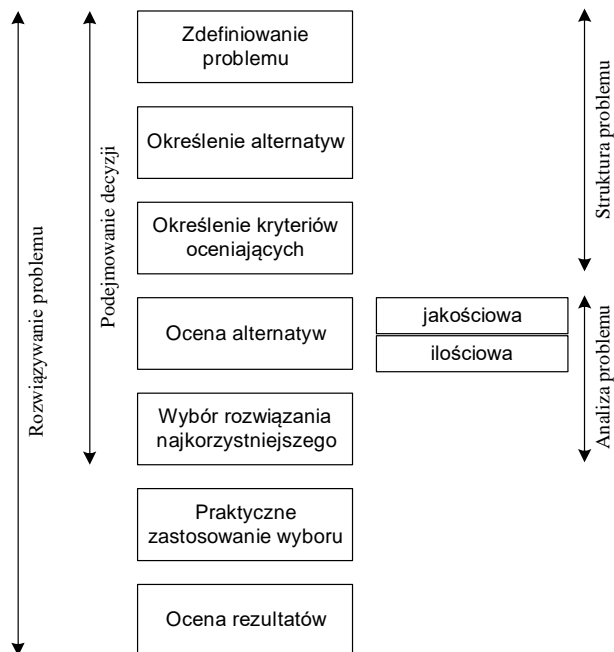 Zdefiniowanie
problemu
Określenie alternatyw
Określenie kryteriów
oceniających
Ocena alternatyw
jakościowa
ilościowa
Wybór rozwiązania
najkorzystniejszego
Praktyczne
zastosowanie wyboru
Ocena rezultatów
Rozwiązywanie problemu
Podejmowanie decyzji
Struktura problemu
Analiza problemu